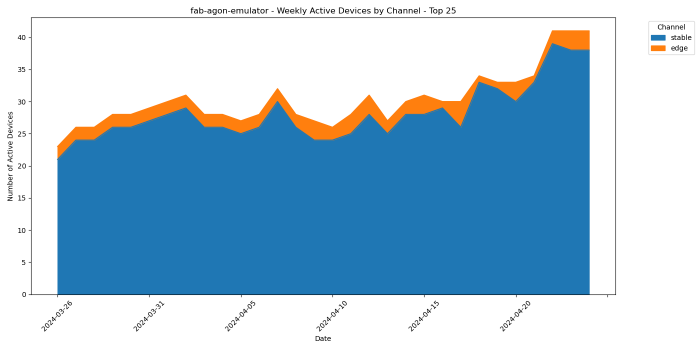 fab-agon-emulator - Weekly Active Devices by Channel - Top 25
Channel
stable
edge
Number of Active Devices
40
35
30
25
20
15
10
5
0
2024-03-26
2024-03-31
2024-04-05
2024-04-10
2024-04-15
2024-04-20
Date